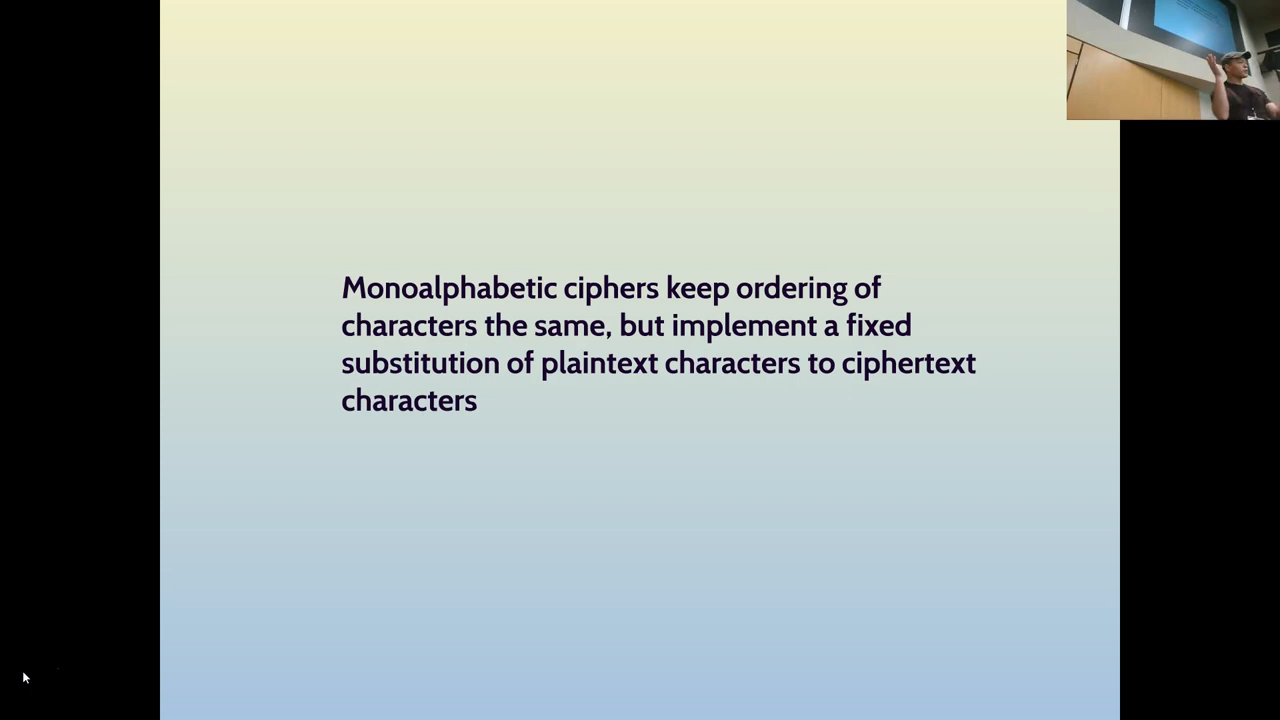 Monoalphabetic ciphers keep ordering of
characters the same, but implement a fixed
substitution of plaintext characters to ciphertext
characters